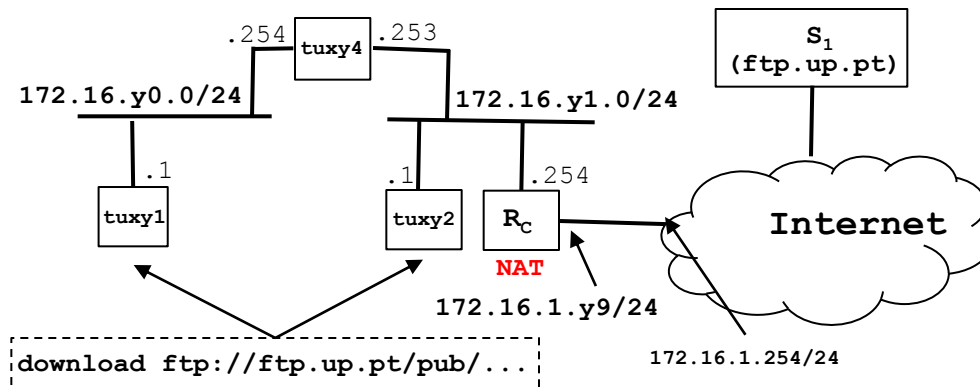 .254
tuxy4
.253
S₁
(ftp.up.pt)
172.16.y0.0/24
172.16.y1.0/24
.1
tuxy1
.1
tuxy2
.254
R_C
NAT
Internet
172.16.1.y9/24
172.16.1.254/24
download ftp://ftp.up.pt/pub/...